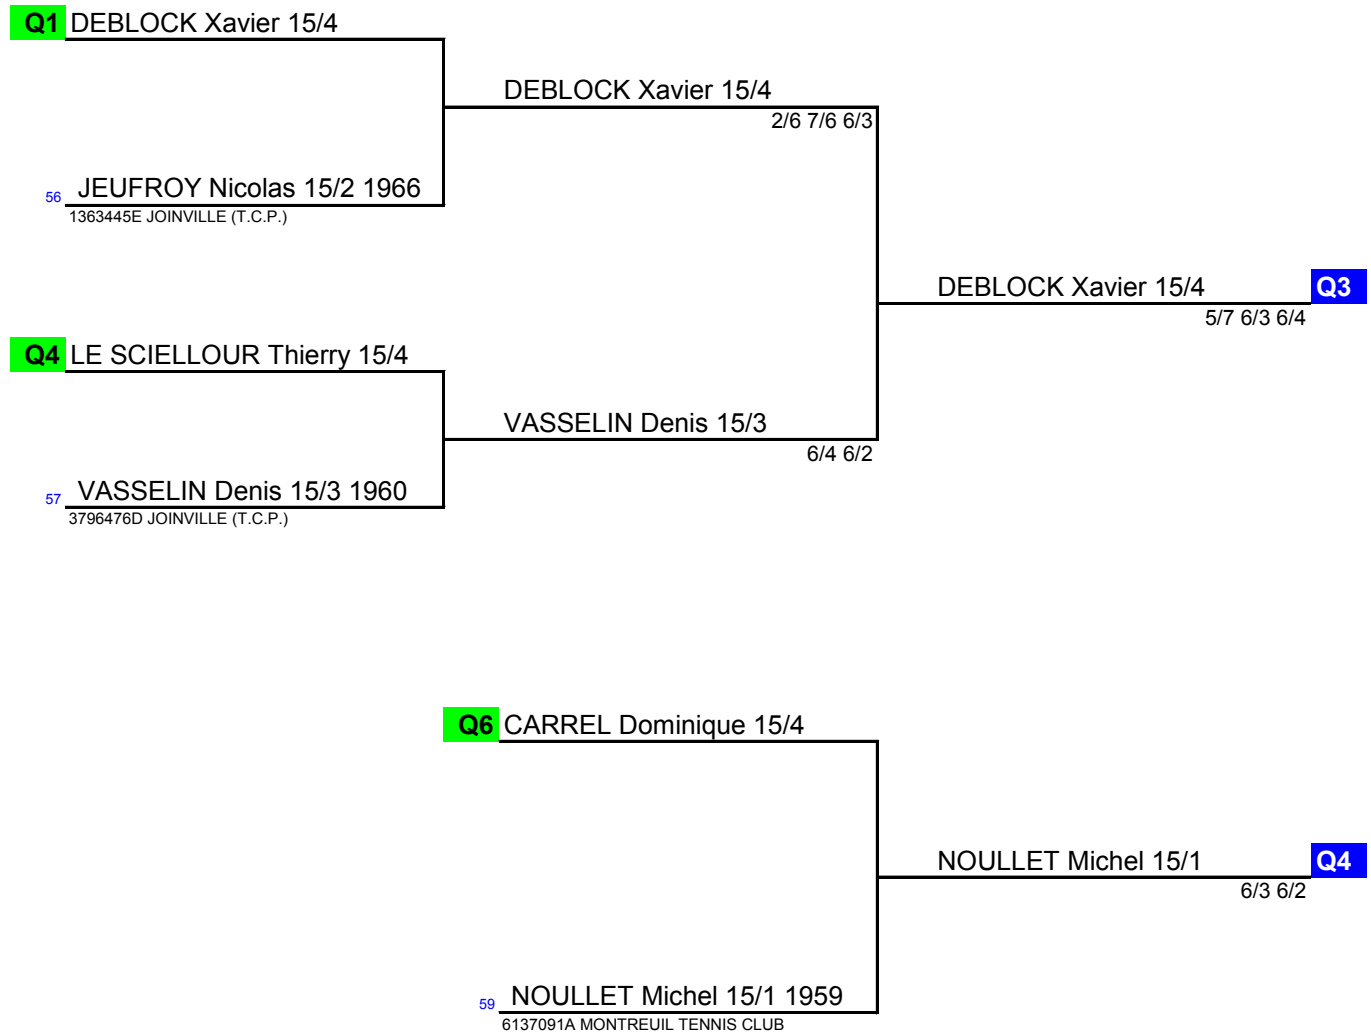 Q1 DEBLOCK Xavier 15/4
DEBLOCK Xavier 15/4
2/6 7/6 6/3
56 JEUFROY Nicolas 15/2 1966
1363445E JOINVILLE (T.C.P.)
DEBLOCK Xavier 15/4 Q3
5/7 6/3 6/4
Q4 LE SCIELLOUR Thierry 15/4
VASSELIN Denis 15/3
6/4 6/2
57 VASSELIN Denis 15/3 1960
3796476D JOINVILLE (T.C.P.)
Q6 CARREL Dominique 15/4
NOULLET Michel 15/1 Q4
6/3 6/2
59 NOULLET Michel 15/1 1959
6137091A MONTREUIL TENNIS CLUB